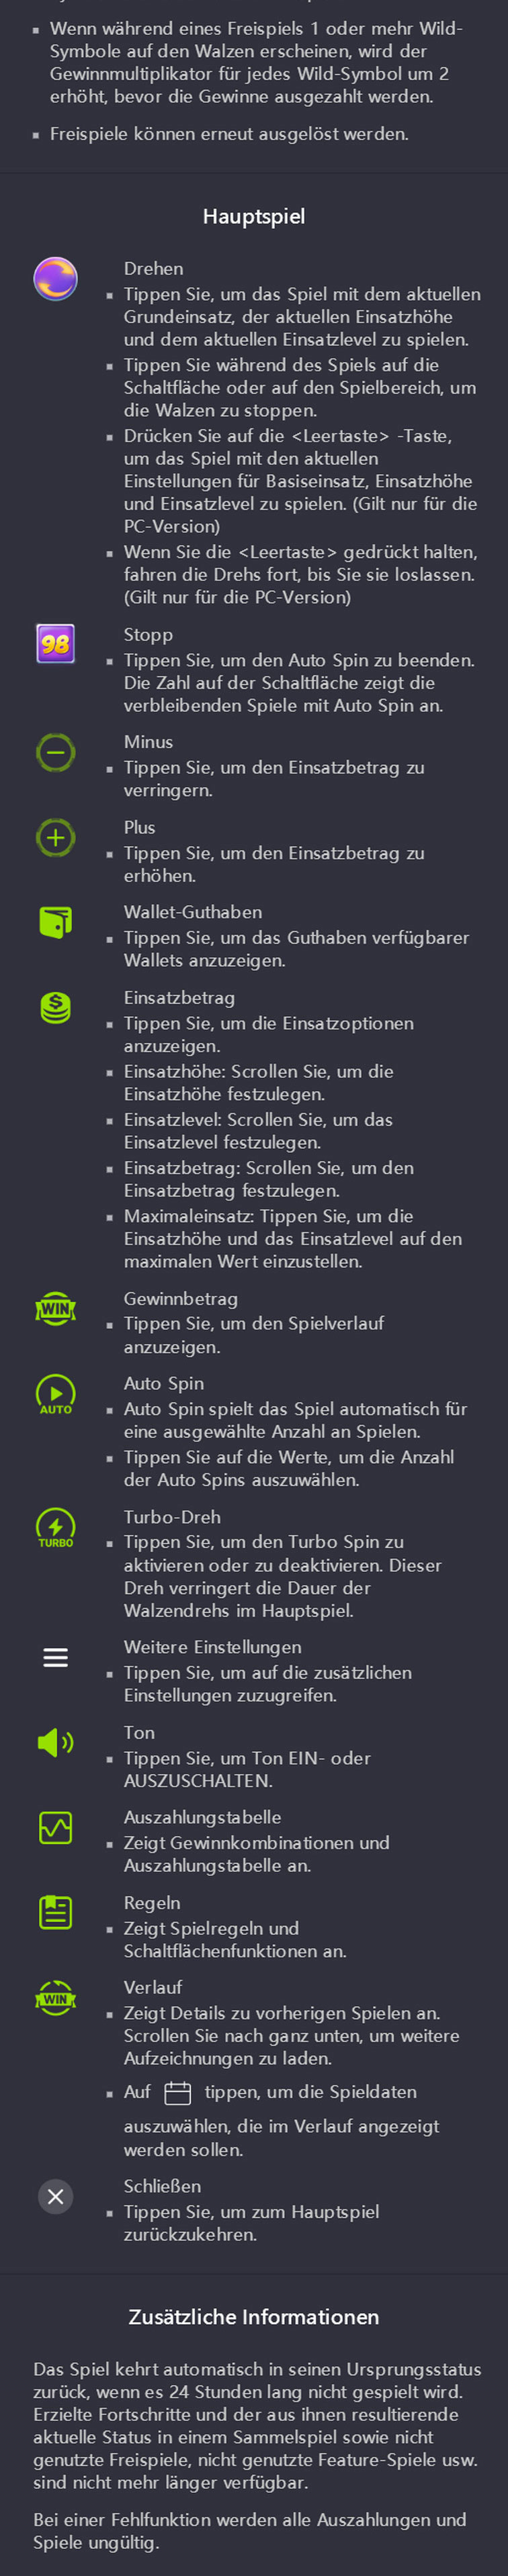 Wenn während eines Freispiels 1 oder mehr Wild-
Symbole auf den Walzen erscheinen, wird der
Gewinnmultiplikator für jedes Wild-Symbol um 2
erhöht, bevor die Gewinne ausgezahlt werden.
Freispiele können erneut ausgelöst werden.
Hauptspiel
Drehen
Tippen Sie, um das Spiel mit dem aktuellen
Grundeinsatz, der aktuellen Einsatzhöhe
und dem aktuellen Einsatzlevel zu spielen.
Tippen Sie während des Spiels auf die
Schaltfläche oder auf den Spielbereich, um
die Walzen zu stoppen.
Drücken Sie auf die <Leertaste> -Taste,
um das Spiel mit den aktuellen
Einstellungen für Basiseinsatz, Einsatzhöhe
und Einsatzlevel zu spielen. (Gilt nur für die
PC-Version)
Wenn Sie die <Leertaste> gedrückt halten,
fahren die Drehs fort, bis Sie sie loslassen.
(Gilt nur für die PC-Version)
98
Stopp
Tippen Sie, um den Auto Spin zu beenden.
Die Zahl auf der Schaltfläche zeigt die
verbleibenden Spiele mit Auto Spin an.
Minus
Tippen Sie, um den Einsatzbetrag zu
verringern.
Plus
Tippen Sie, um den Einsatzbetrag zu
erhöhen.
Wallet-Guthaben
Tippen Sie, um das Guthaben verfügbarer
Wallets anzuzeigen.
Einsatzbetrag
Tippen Sie, um die Einsatzoptionen
anzuzeigen.
Einsatzhöhe: Scrollen Sie, um die
Einsatzhöhe festzulegen.
Einsatzlevel: Scrollen Sie, um das
Einsatzlevel festzulegen.
Einsatzbetrag: Scrollen Sie, um den
Einsatzbetrag festzulegen.
Maximaleinsatz: Tippen Sie, um die
Einsatzhöhe und das Einsatzlevel auf den
maximalen Wert einzustellen.
WIN
Gewinnbetrag
Tippen Sie, um den Spielverlauf
anzuzeigen.
AUTO
Auto Spin
Auto Spin spielt das Spiel automatisch für
eine ausgewählte Anzahl an Spielen.
Tippen Sie auf die Werte, um die Anzahl
der Auto Spins auszuwählen.
TURBO
Turbo-Dreh
Tippen Sie, um den Turbo Spin zu
aktivieren oder zu deaktivieren. Dieser
Dreh verringert die Dauer der
Walzendrehs im Hauptspiel.
Weitere Einstellungen
Tippen Sie, um auf die zusätzlichen
Einstellungen zuzugreifen.
Ton
Tippen Sie, um Ton EIN- oder
AUSZUSCHALTEN.
Auszahlungstabelle
Zeigt Gewinnkombinationen und
Auszahlungstabelle an.
Regeln
Zeigt Spielregeln und
Schaltflächenfunktionen an.
WIN
Verlauf
Zeigt Details zu vorherigen Spielen an.
Scrollen Sie nach ganz unten, um weitere
Aufzeichnungen zu laden.
Auf tippen, um die Spieldaten
auszuwählen, die im Verlauf angezeigt
werden sollen.
Schließen
Tippen Sie, um zum Hauptspiel
zurückzukehren.
Zusätzliche Informationen
Das Spiel kehrt automatisch in seinen Ursprungsstatus
zurück, wenn es 24 Stunden lang nicht gespielt wird.
Erzielte Fortschritte und der aus ihnen resultierende
aktuelle Status in einem Sammelspiel sowie nicht
genutzte Freispiele, nicht genutzte Feature-Spiele usw.
sind nicht mehr länger verfügbar.
Bei einer Fehlfunktion werden alle Auszahlungen und
Spiele ungültig.